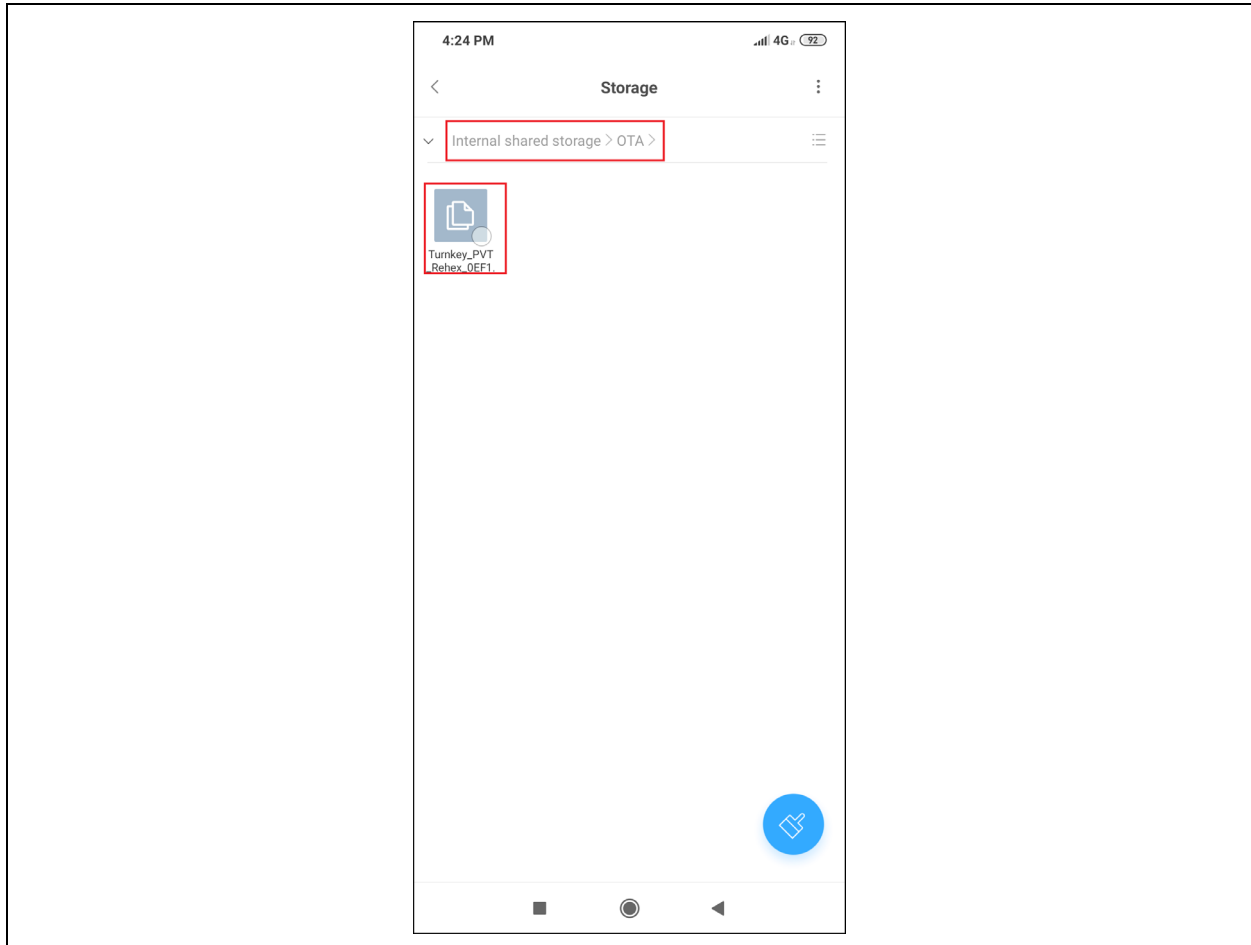 4:24 PM 4G 92
Storage
Internal shared storage > OTA >
Turnkey_PVT
_Rehex_0EF1.